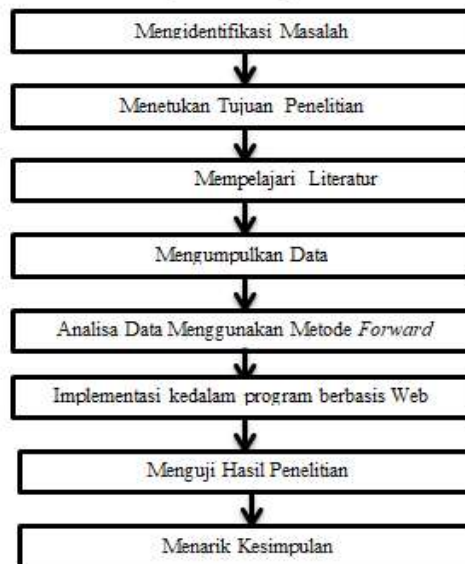 Mengidentifikasi Masalah
Menetukan Tujuan Penelitian
Mempelajari Literatur
Mengumpulkan Data
Analisa Data Menggunakan Metode Forward
Implementasi kedalam program berbasis Web
Menguji Hasil Penelitian
Menarik Kesimpulan